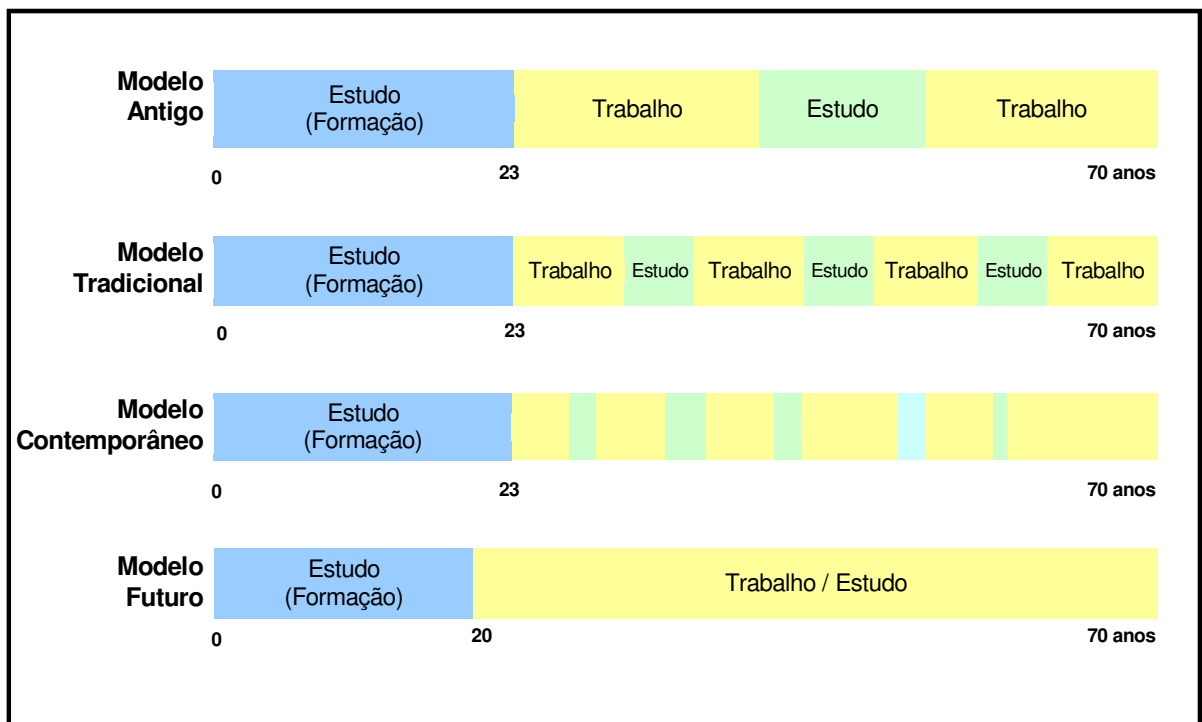 Modelo
Antigo
Estudo
(Formação)
Trabalho
Estudo
Trabalho
0
23
70 anos
Modelo
Tradicional
Estudo
(Formação)
Trabalho
Estudo
Trabalho
Estudo
Trabalho
Estudo
Trabalho
0
23
70 anos
Modelo
Contemporâneo
Estudo
(Formação)
0
23
70 anos
Modelo
Futuro
Estudo
(Formação)
Trabalho / Estudo
0
20
70 anos